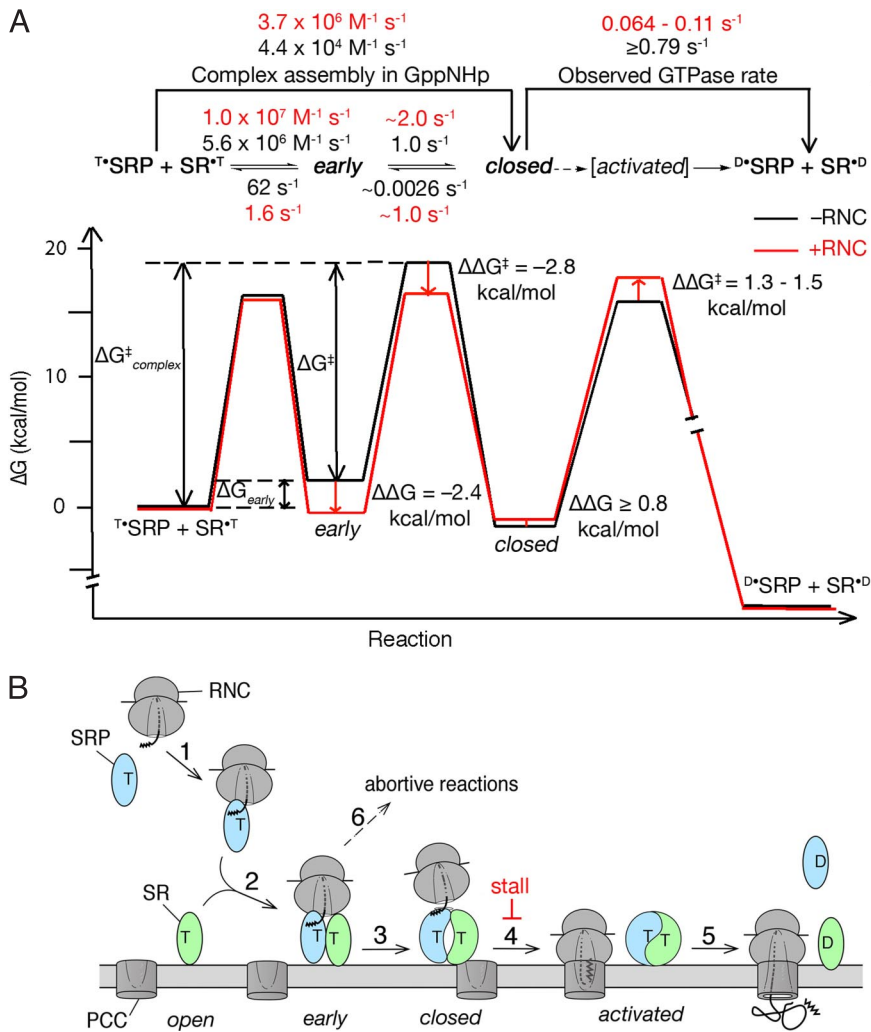 A
3.7 x 10⁶ M⁻¹ s⁻¹
4.4 x 10⁴ M⁻¹ s⁻¹
Complex assembly in GppNHp
0.064 - 0.11 s⁻¹
≥0.79 s⁻¹
Observed GTPase rate
1.0 x 10⁷ M⁻¹ s⁻¹
5.6 x 10⁶ M⁻¹ s⁻¹
~2.0 s⁻¹
1.0 s⁻¹
ᵀ•SRP + SR•ᵀ
early
closed
[activated]
ᴰ•SRP + SR•ᴰ
62 s⁻¹
1.6 s⁻¹
~0.0026 s⁻¹
~1.0 s⁻¹
–RNC
+RNC
20
10
0
ΔG (kcal/mol)
ΔG‡complex
ΔG‡
ΔGearly
ΔΔG‡ = –2.8
kcal/mol
ΔΔG‡ = 1.3 - 1.5
kcal/mol
ΔΔG = –2.4
kcal/mol
ΔΔG ≥ 0.8
kcal/mol
ᵀ•SRP + SR•ᵀ
early
closed
ᴰ•SRP + SR•ᴰ
Reaction
B
RNC
SRP
T
1
T
abortive reactions
6
SR
T
2
T T
3
T
stall
4
T
5
D
D
PCC
open
early
closed
activated